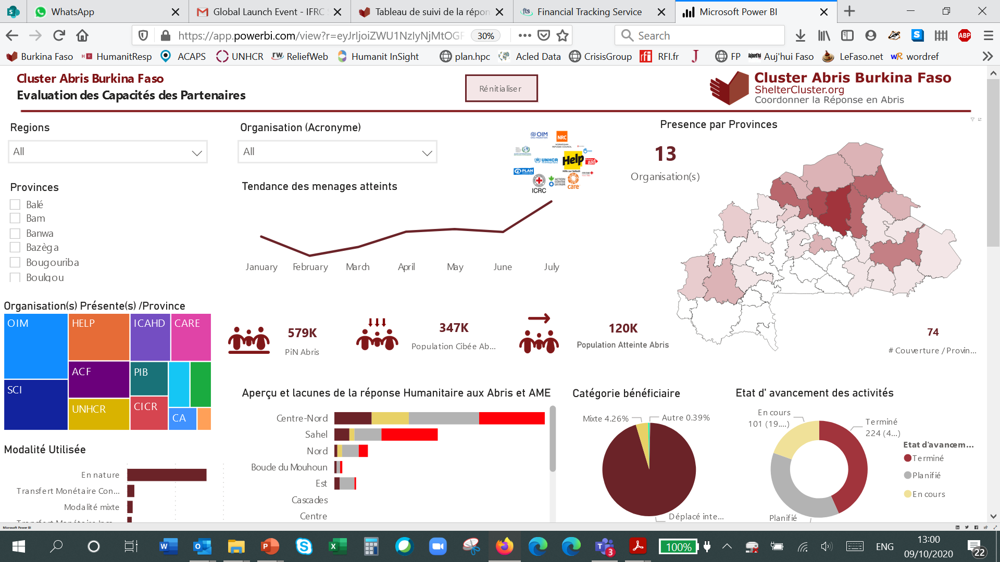 WhatsApp
Global Launch Event - IFRC
Tableau de suivi de la répon
Financial Tracking Service
Microsoft Power BI
https://app.powerbi.com/view?r=eyJrIjoiZWU1NzIyNjMtOGF
30%
Search
Burkina Faso
HumanitResp
ACAPS
UNHCR
ReliefWeb
Humanit InSight
plan.hpc
Acled Data
CrisisGroup
RFI.fr
FP
Auj'hui Faso
LeFaso.net
wordref
Cluster Abris Burkina Faso
Evaluation des Capacités des Partenaires
Rénitialiser
Cluster Abris Burkina Faso
ShelterCluster.org
Coordonner la Réponse en Abris
Regions
All
Organisation (Acronyme)
All
OIM
NRC
UNHCR
Help
PLAN
ICRC
ACTION CONTRE LA FAIM
care
Presence par Provinces
13
Organisation(s)
Provinces
Balé
Bam
Banwa
Bazèga
Bougouriba
Boulgou
Tendance des menages atteints
January
February
March
April
May
June
July
Organisation(s) Présente(s) /Province
OIM
HELP
ICAHD
CARE
ACF
PIB
SCI
UNHCR
CICR
CA
579K
PiN Abris
347K
Population Cibée Ab...
120K
Population Atteinte Abris
74
# Couverture / Provin...
Modalité Utilisée
En nature
Transfert Monétaire Con...
Modalité mixte
Aperçu et lacunes de la réponse Humanitaire aux Abris et AME
Centre-Nord
Sahel
Nord
Boucle du Mouhoun
Est
Cascades
Centre
Catégorie bénéficiaire
Mixte 4.26%
Autre 0.39%
Déplacé inte...
Etat d' avancement des activités
En cours
101 (19....)
Terminé
224 (4...)
Planifié
Etat d'avancem...
Terminé
Planifié
En cours
Microsoft Power BI
100%
ENG
13:00
09/10/2020
22